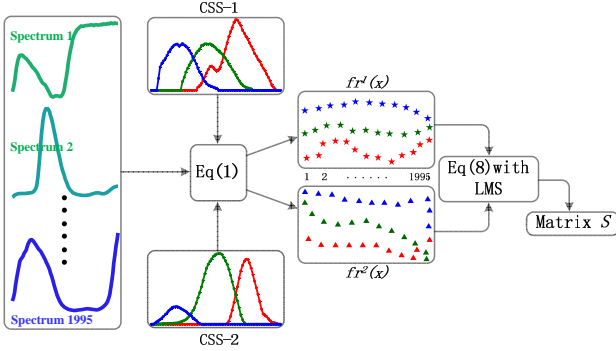 CSS-1
Spectrum 1
Spectrum 2
Spectrum 1995
Eq(1)
CSS-2
fr¹(x)
1 2 ...... 1995
fr²(x)
Eq(8)with
LMS
Matrix S